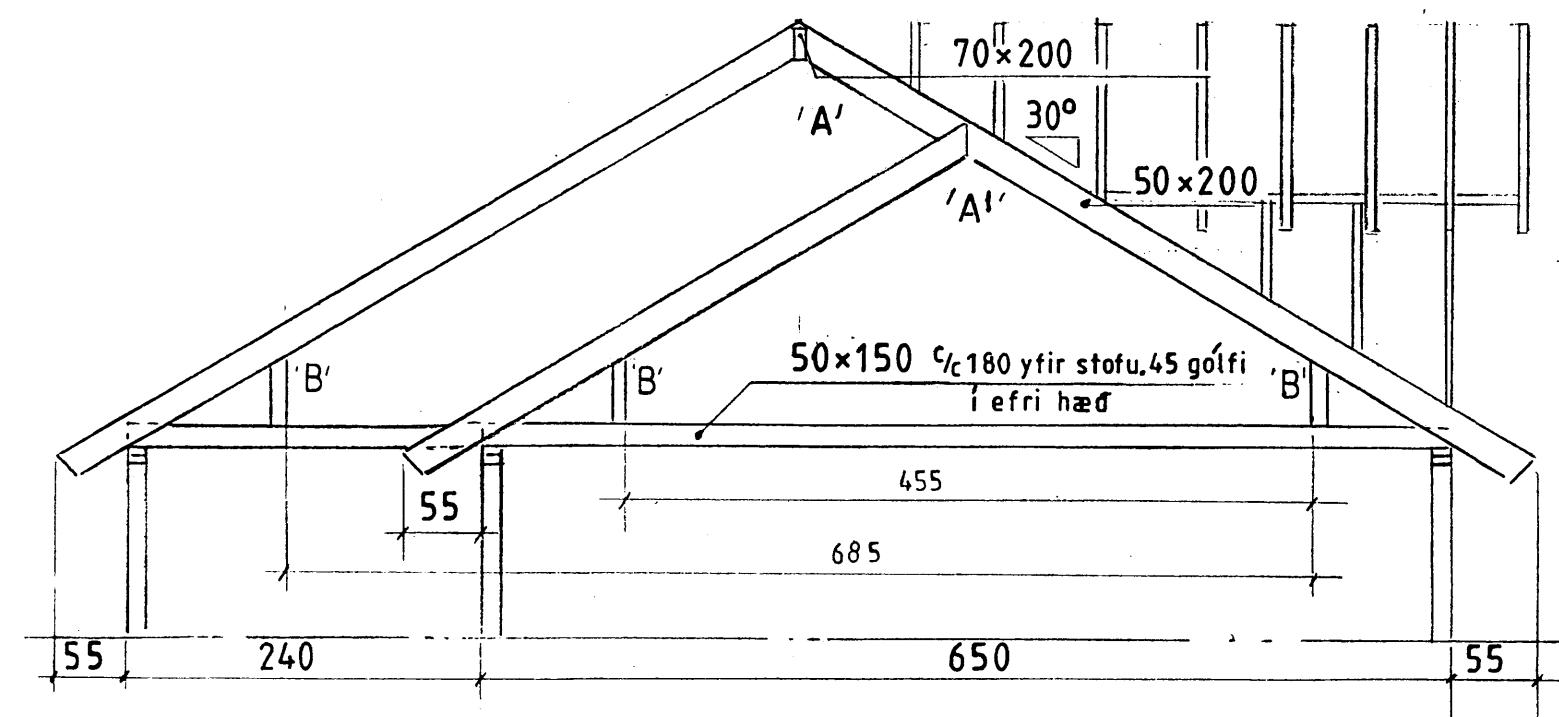 70×200
'A'
30°
50×200
'A1'
50×150 c/c 180 yfir stofu. 45 gólfi
í efri hæð
'B'
'B'
'B'
455
55
685
55
240
650
55